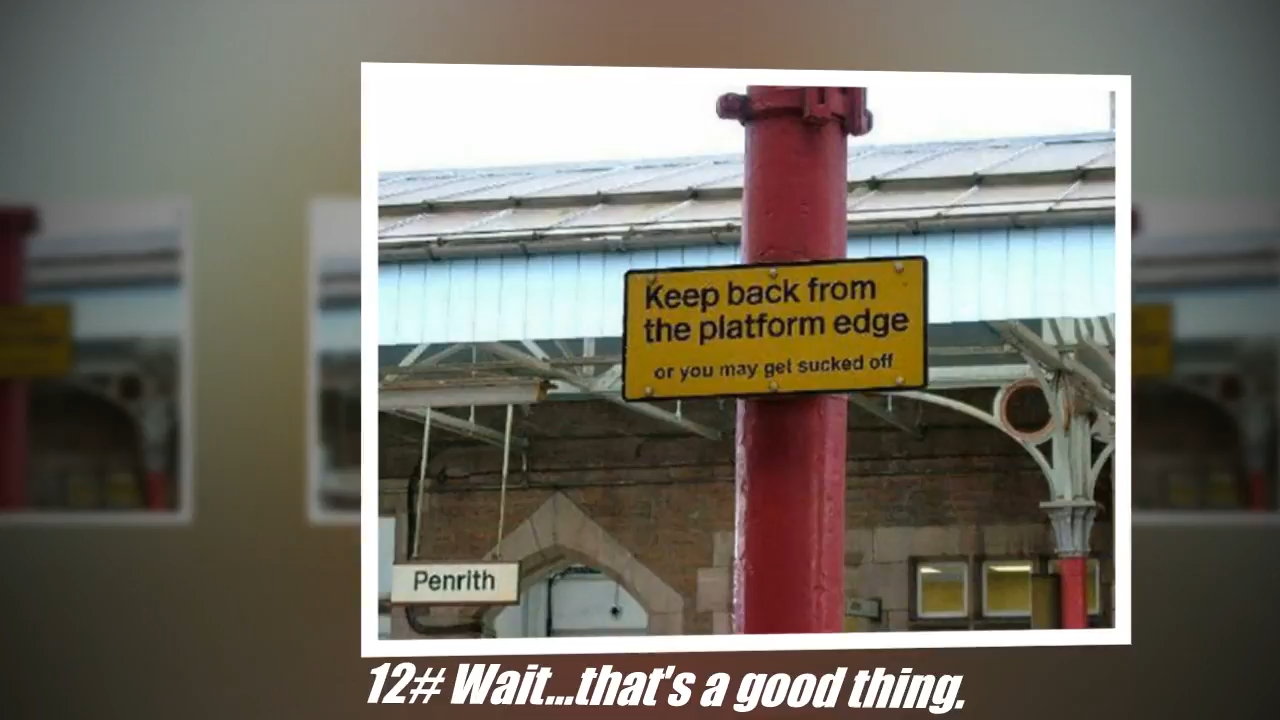 Keep back from
the platform edge
or you may get sucked off
Penrith
12# Wait...that's a good thing.